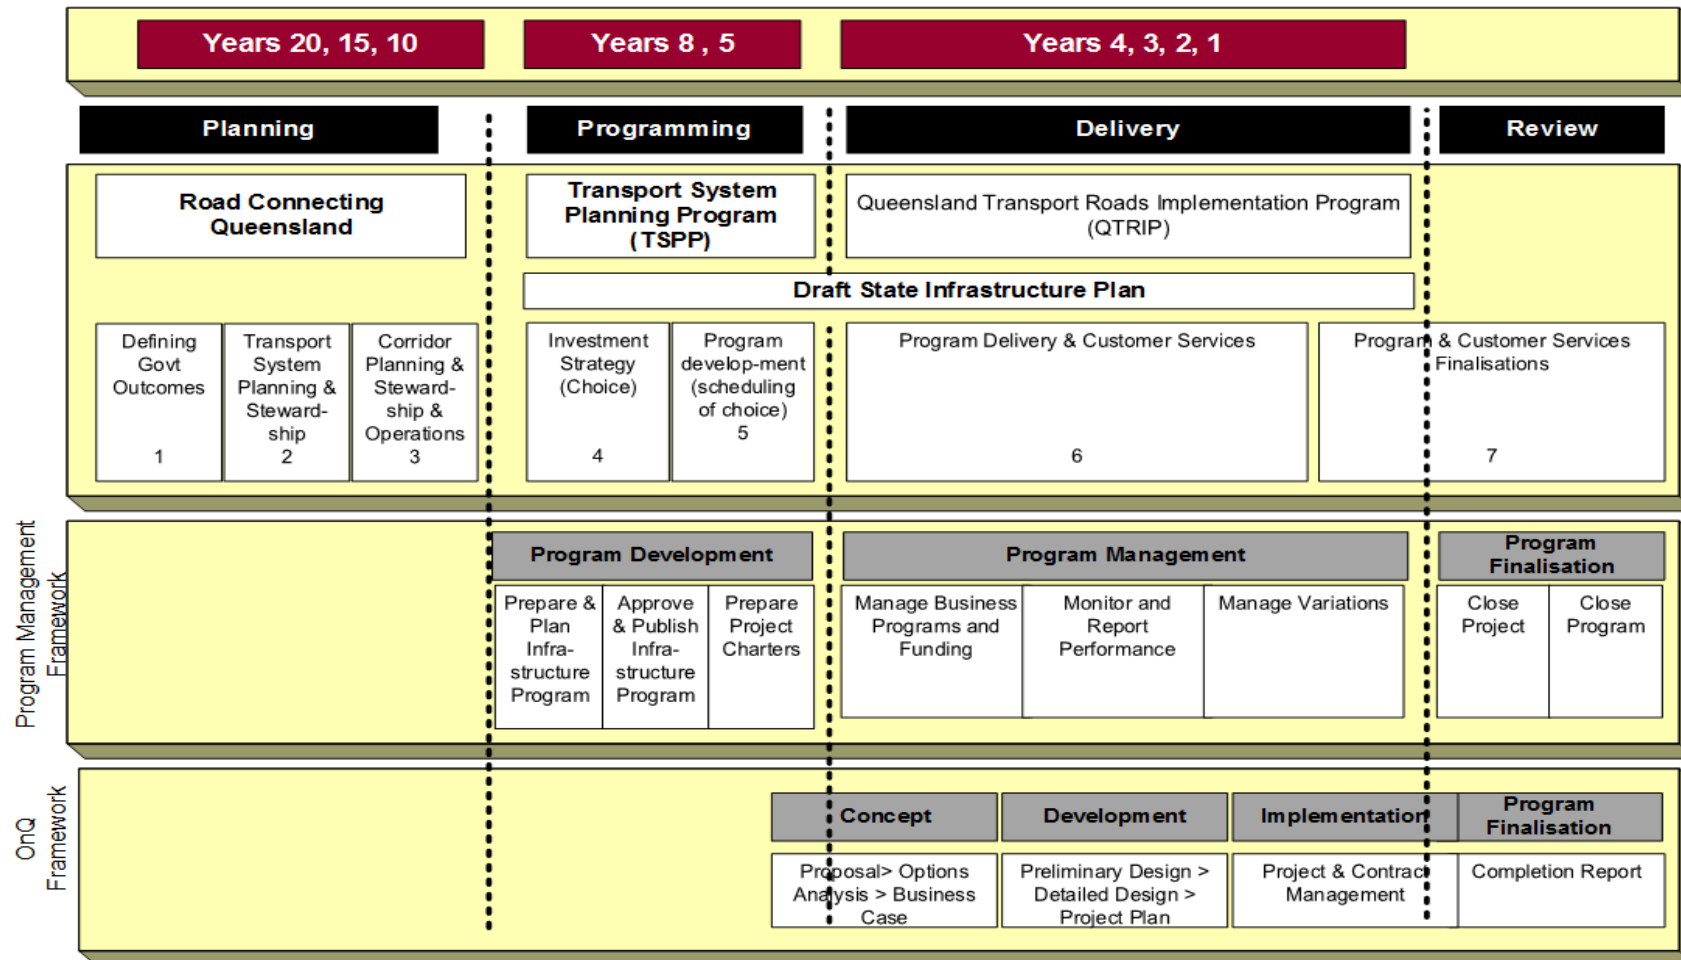 Years 20, 15, 10
Years 8 , 5
Years 4, 3, 2, 1
Planning
Programming
Delivery
Review
Road Connecting
Queensland
Transport System
Planning Program
(TSPP)
Queensland Transport Roads Implementation Program
(QTRIP)
Draft State Infrastructure Plan
Defining
Govt
Outcomes
1
Transport
System
Planning &
Steward-
ship
2
Corridor
Planning &
Steward-
ship &
Operations
3
Investment
Strategy
(Choice)
4
Program
develop-ment
(scheduling
of choice)
5
Program Delivery & Customer Services
6
Program & Customer Services
Finalisations
7
Program Management
Framework
Program Development
Program Management
Program
Finalisation
Prepare &
Plan
Infra-
structure
Program
Approve
& Publish
Infra-
structure
Program
Prepare
Project
Charters
Manage Business
Programs and
Funding
Monitor and
Report
Performance
Manage Variations
Close
Project
Close
Program
OnQ
Framework
Concept
Development
Implementation
Program
Finalisation
Proposal> Options
Analysis > Business
Case
Preliminary Design >
Detailed Design >
Project Plan
Project & Contract
Management
Completion Report